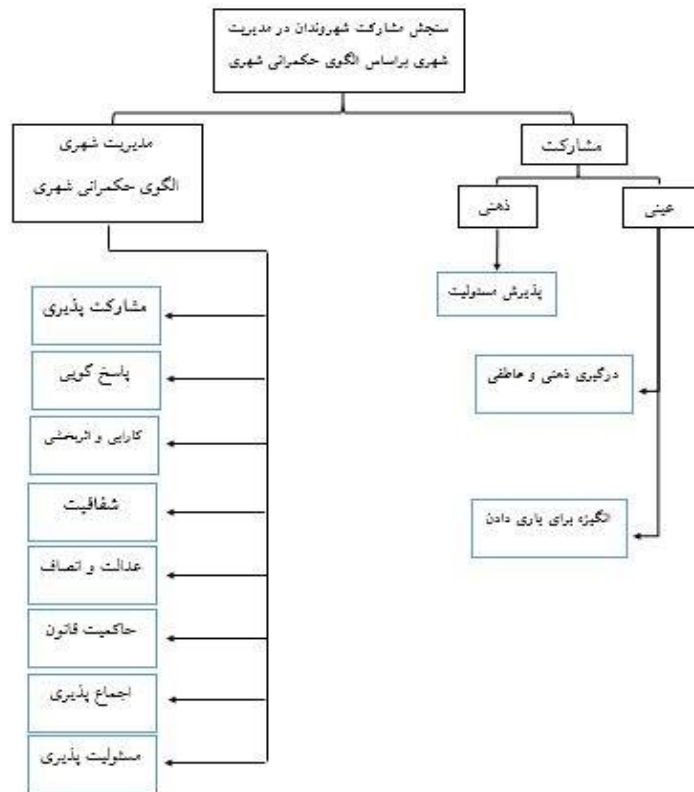 سنجش مشارکت شهروندان در مدیریت
شهری براساس الگوی حکمرانی شهری
مشارکت
مدیریت شهری
الگوی حکمرانی شهری
عینی
ذهنی
پذیرش مسئولیت
درگیری ذهنی و عاطفی
انگیزه برای یاری دادن
مشارکت پذیری
پاسخ گویی
کارایی و اثربخشی
شفافیت
عدالت و انصاف
حاکمیت قانون
اجماع پذیری
مسئولیت پذیری